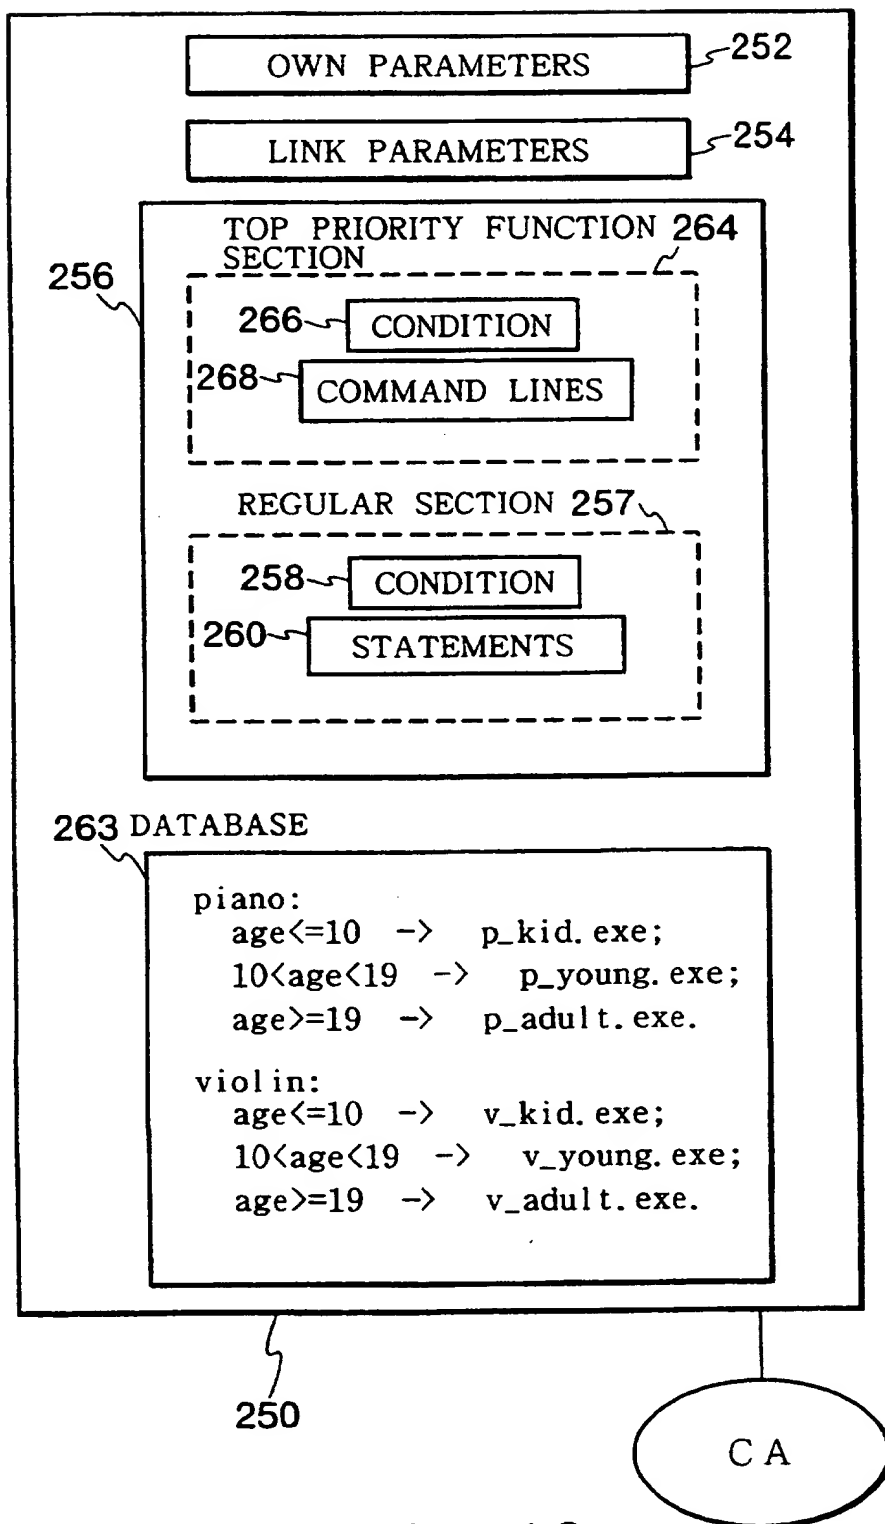 OWN PARAMETERS
252
LINK PARAMETERS
254
TOP PRIORITY FUNCTION 264
SECTION
256
266 CONDITION
268 COMMAND LINES
REGULAR SECTION 257
258 CONDITION
260 STATEMENTS
263 DATABASE
piano:
age<=10 -> p_kid.exe;
10<age<19 -> p_young.exe;
age>=19 -> p_adult.exe.
violin:
age<=10 -> v_kid.exe;
10<age<19 -> v_young.exe;
age>=19 -> v_adult.exe.
250
CA